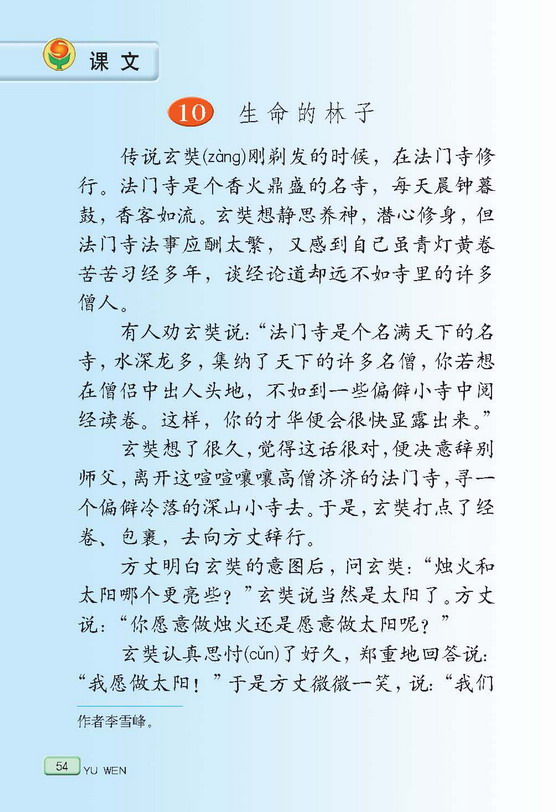 课文
10 生命的林子
传说玄奘(zàng)刚剃发的时候，在法门寺修
行。法门寺是个香火鼎盛的名寺，每天晨钟暮
鼓，香客如流。玄奘想静思养神，潜心修身，但
法门寺法事应酬太繁，又感到自己虽青灯黄卷
苦苦习经多年，谈经论道却远不如寺里的许多
僧人。
有人劝玄奘说：“法门寺是个名满天下的名
寺，水深龙多，集纳了天下的许多名僧，你若想
在僧侣中出人头地，不如到一些偏僻小寺中阅
经读卷。这样，你的才华便会很快显露出来。”
玄奘想了很久，觉得这话很对，便决意辞别
师父，离开这喧喧嚷嚷高僧济济的法门寺，寻一
个偏僻冷落的深山小寺去。于是，玄奘打点了经
卷、包裹，去向方丈辞行。
方丈明白玄奘的意图后，问玄奘：“烛火和
太阳哪个更亮些？”玄奘说当然是太阳了。方丈
说：“你愿意做烛火还是愿意做太阳呢？”
玄奘认真思忖(cǔn)了好久，郑重地回答说：
“我愿做太阳！”于是方丈微微一笑，说：“我们
作者李雪峰。
54 YU WEN